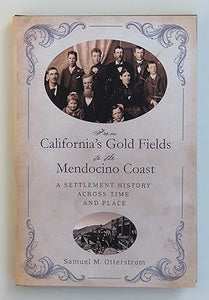 From
California's Gold Fields
to the
Mendocino Coast
A SETTLEMENT HISTORY
ACROSS TIME
AND PLACE
Samuel M. Otterstrom